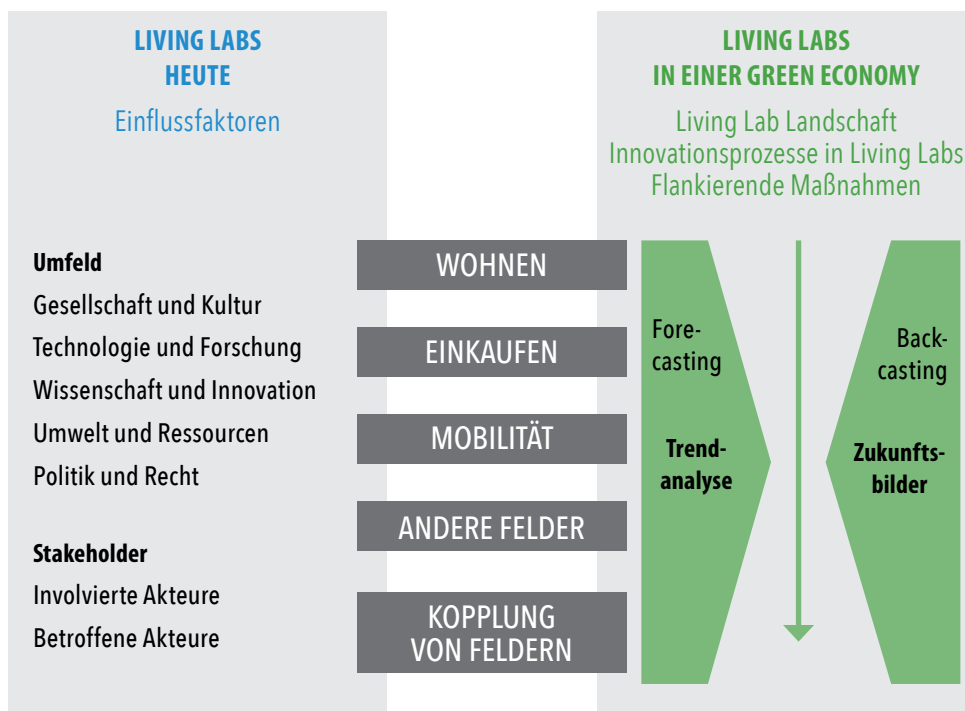 LIVING LABS
HEUTE
Einflussfaktoren
Umfeld
Gesellschaft und Kultur
Technologie und Forschung
Wissenschaft und Innovation
Umwelt und Ressourcen
Politik und Recht
Stakeholder
Involvierte Akteure
Betroffene Akteure
WOHNEN
EINKAUFEN
MOBILITÄT
ANDERE FELDER
KOPPLUNG
VON FELDERN
LIVING LABS
IN EINER GREEN ECONOMY
Living Lab Landschaft
Innovationsprozesse in Living Labs
Flankierende Maßnahmen
Fore-
casting
Trend-
analyse
Back-
casting
Zukunfts-
bilder